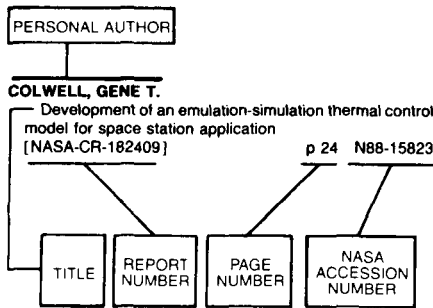 PERSONAL AUTHOR
COLWELL, GENE T.
Development of an emulation-simulation thermal control
model for space station application
[NASA-CR-182409] p 24 N88-15823
TITLE
REPORT
NUMBER
PAGE
NUMBER
NASA
ACCESSION
NUMBER